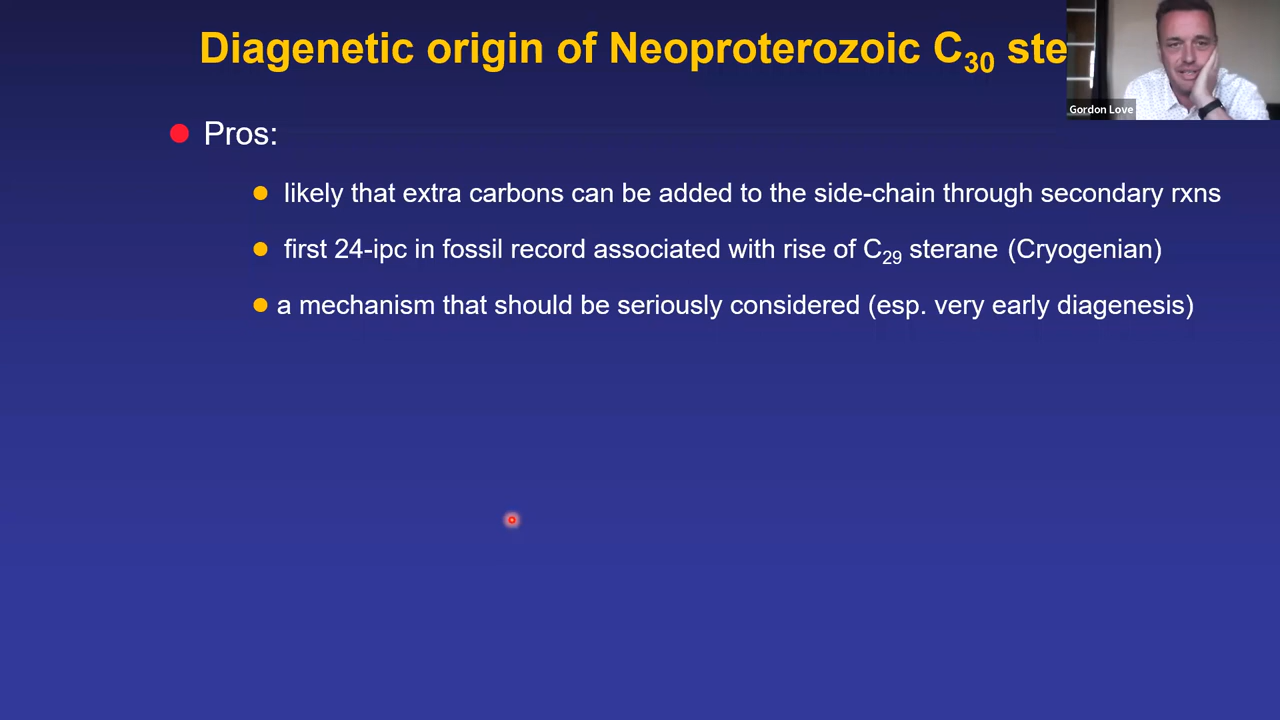 Diagenetic origin of Neoproterozoic C₃₀ ste
Gordon Love
Pros:
likely that extra carbons can be added to the side-chain through secondary rxns
first 24-ipc in fossil record associated with rise of C₂₉ sterane (Cryogenian)
a mechanism that should be seriously considered (esp. very early diagenesis)